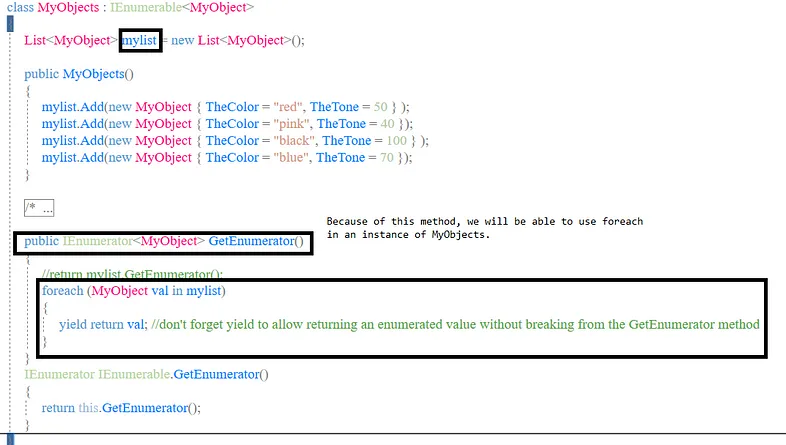 class MyObjects : IEnumerable<MyObject>
{
List<MyObject> mylist = new List<MyObject>();
public MyObjects()
{
mylist.Add(new MyObject { TheColor = "red", TheTone = 50 } );
mylist.Add(new MyObject { TheColor = "pink", TheTone = 40 });
mylist.Add(new MyObject { TheColor = "black", TheTone = 100 } );
mylist.Add(new MyObject { TheColor = "blue", TheTone = 70 });
}
/* ...
Because of this method, we will be able to use foreach
in an instance of MyObjects.
public IEnumerator<MyObject> GetEnumerator()
{
//return mylist.GetEnumerator();
foreach (MyObject val in mylist)
{
yield return val; //don't forget yield to allow returning an enumerated value without breaking from the GetEnumerator method
}
}
IEnumerator IEnumerable.GetEnumerator()
{
return this.GetEnumerator();
}
}